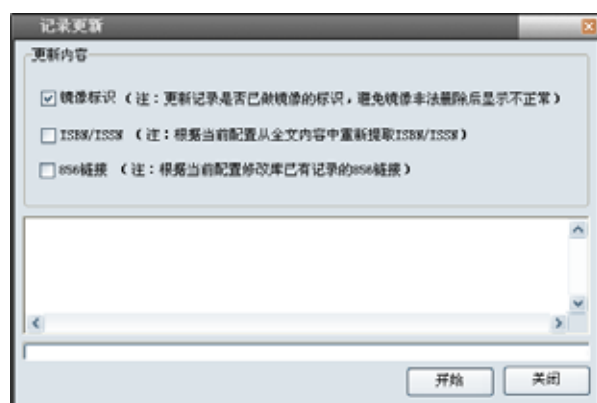 记录更新
更新内容
镜像标识（注：更新记录是否已做镜像的标识，避免镜像非法删除后显示不正常）
ISBN/ISSN （注：根据当前配置从全文内容中重新提取ISBN/ISSN）
856链接 （注：根据当前配置修改库已有记录的856链接）
开始 关闭